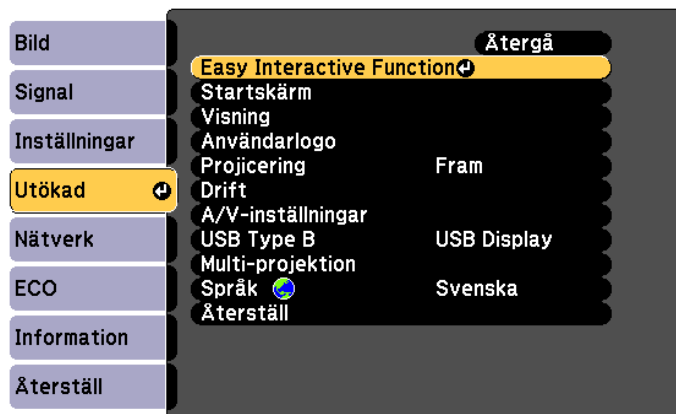 Bild
Signal
Inställningar
Utökad
Nätverk
ECO
Information
Återställ
Återgå
Easy Interactive Function
Startskärm
Visning
Användarlogo
Projicering Fram
Drift
A/V-inställningar
USB Type B USB Display
Multi-projektion
Språk Svenska
Återställ